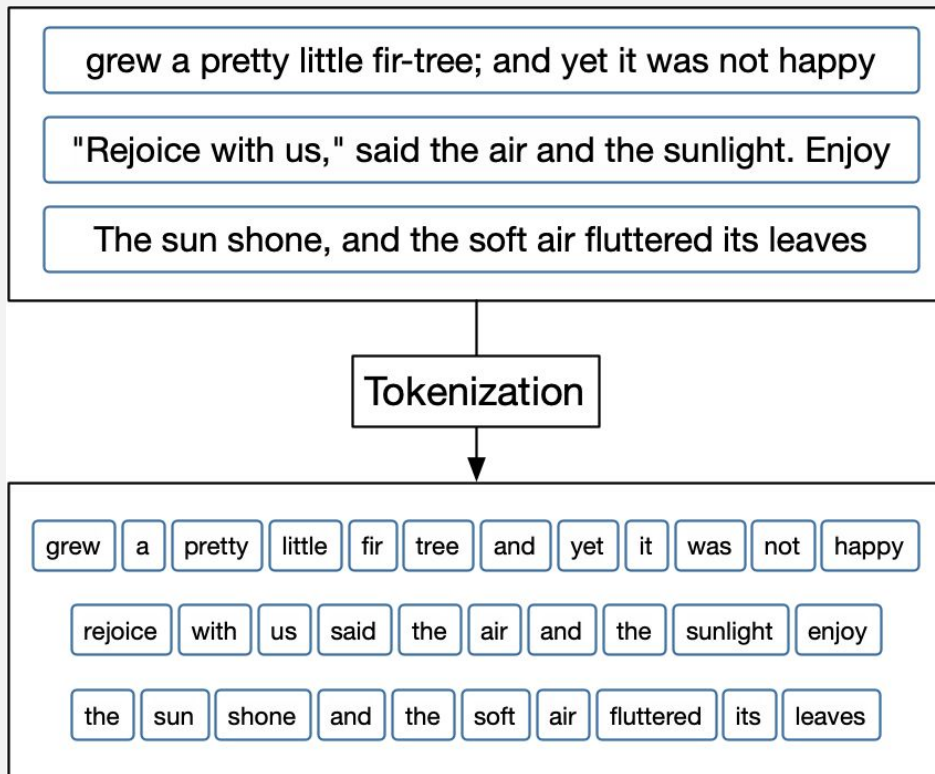 grew a pretty little fir-tree; and yet it was not happy
"Rejoice with us," said the air and the sunlight. Enjoy
The sun shone, and the soft air fluttered its leaves
Tokenization
grew a pretty little fir tree and yet it was not happy
rejoice with us said the air and the sunlight enjoy
the sun shone and the soft air fluttered its leaves